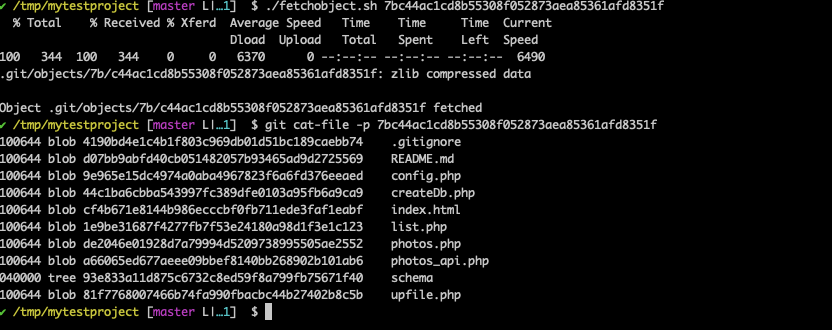 ✔ /tmp/mytestproject [master L|…1] $ ./fetchobject.sh 7bc44ac1cd8b55308f052873aea85364fd8351f
% Total % Received % Xferd Average Speed Time Time Time Current
Dload Upload Total Spent Left Speed
100 344 100 344 0 0 6370 0 --:--:-- --:--:-- --:--:-- 6490
.git/objects/7b/c44ac1cd8b55308f052873aea85361fd8351f: zlib compressed data
Object .git/objects/7b/c44ac1cd8b55308f052873aea85361fd8351f fetched
✔ /tmp/mytestproject [master L|…1] $ git cat-file -p 7bc44ac1cd8b55308f052873aea85361fd8351f
100644 blob 4190bd4e1c4b1f803c969db01d51bc189caebb74 .gitignore
100644 blob d07bb9abfd40cb051482057b93465ad9d2725569 README.md
100644 blob 9e965e15dc4974a0aba4967823f6a6fd376eeaed config.php
100644 blob 44c1ba6cbba543997fc389dfe0103a95fb6a9ca9 createDb.php
100644 blob cf4b671e8144b986ecccbf0fb711ede3faf1eabf index.html
100644 blob 1e9be31687f4277fb7f53e24180a98d1f3e1c123 list.php
100644 blob de2046e01928d7a79994d5209738995505ae2552 photos.php
100644 blob a66065ed677aeee09bbef8140bb268902b101ab6 photos_api.php
040000 tree 93e833a11d875c6732c8ed59f8a799fb75671f40 schema
100644 blob 81f7768007466b74fa990fbacbc44b27402b8c5b upfile.php
✔ /tmp/mytestproject [master L|…1] $